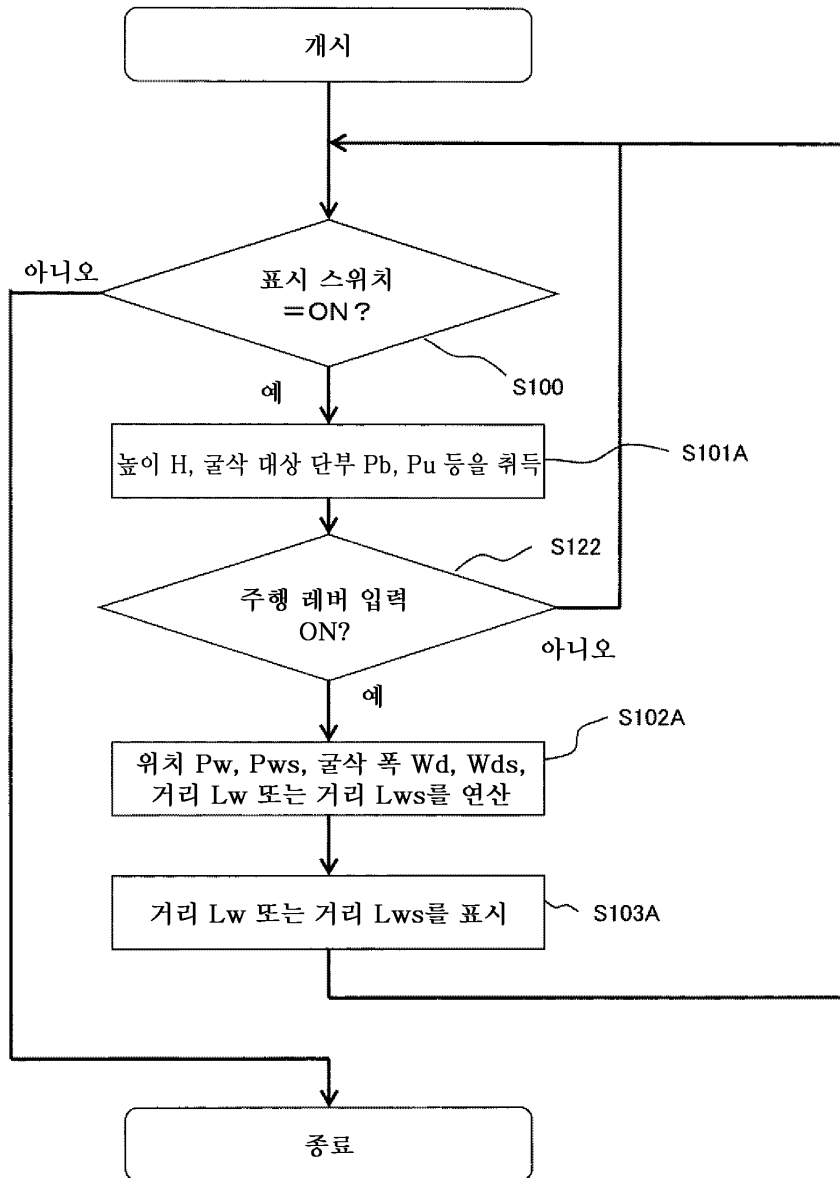 개시
아니오
표시 스위치
=ON?
S100
예
높이 H, 굴삭 대상 단부 Pb, Pu 등을 취득
S101A
S122
주행 레버 입력
ON?
아니오
예
S102A
위치 Pw, Pws, 굴삭 폭 Wd, Wds,
거리 Lw 또는 거리 Lws를 연산
거리 Lw 또는 거리 Lws를 표시
S103A
종료